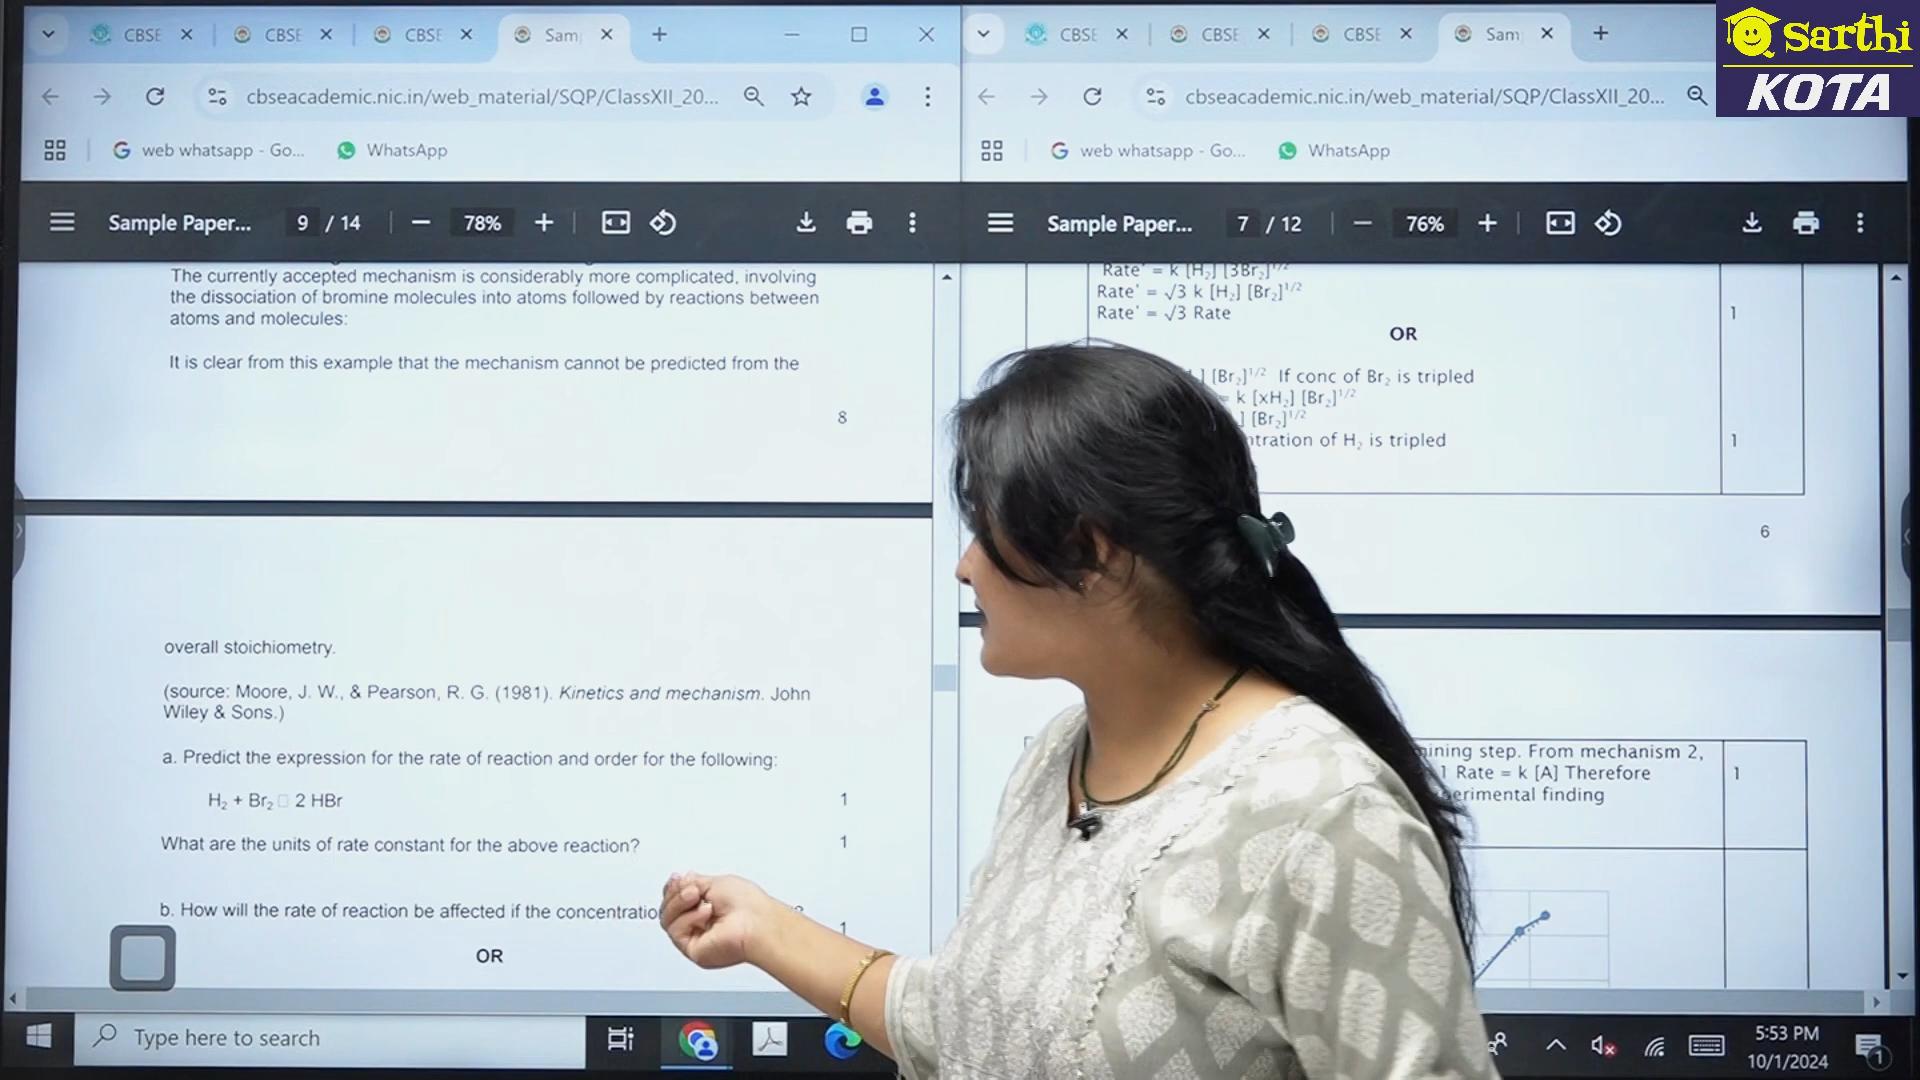 CBSE
CBSE
CBSE
Sam
cbseacademic.nic.in/web_material/SQP/ClassXII_20...
web whatsapp - Go...
WhatsApp
Sample Paper...
9 / 14
78%
The currently accepted mechanism is considerably more complicated, involving
the dissociation of bromine molecules into atoms followed by reactions between
atoms and molecules:
It is clear from this example that the mechanism cannot be predicted from the
8
overall stoichiometry.
(source: Moore, J. W., & Pearson, R. G. (1981). Kinetics and mechanism. John
Wiley & Sons.)
a. Predict the expression for the rate of reaction and order for the following:
H₂ + Br₂ □ 2 HBr 1
What are the units of rate constant for the above reaction? 1
b. How will the rate of reaction be affected if the concentratio
1
OR
CBSE
CBSE
CBSE
Sam
cbseacademic.nic.in/web_material/SQP/ClassXII_20...
web whatsapp - Go...
WhatsApp
Sample Paper...
7 / 12
76%
Rate' = k [H₂] [3Br₂]¹/²
Rate' = √3 k [H₂] [Br₂]¹/²
Rate' = √3 Rate 1
OR
] [Br₂]¹/² If conc of Br₂ is tripled
= k [xH₂] [Br₂]¹/²
] [Br₂]¹/²
ntration of H₂ is tripled 1
6
ining step. From mechanism 2,
1 Rate = k [A] Therefore 1
erimental finding
Sarthi
KOTA
Type here to search
5:53 PM
10/1/2024
1